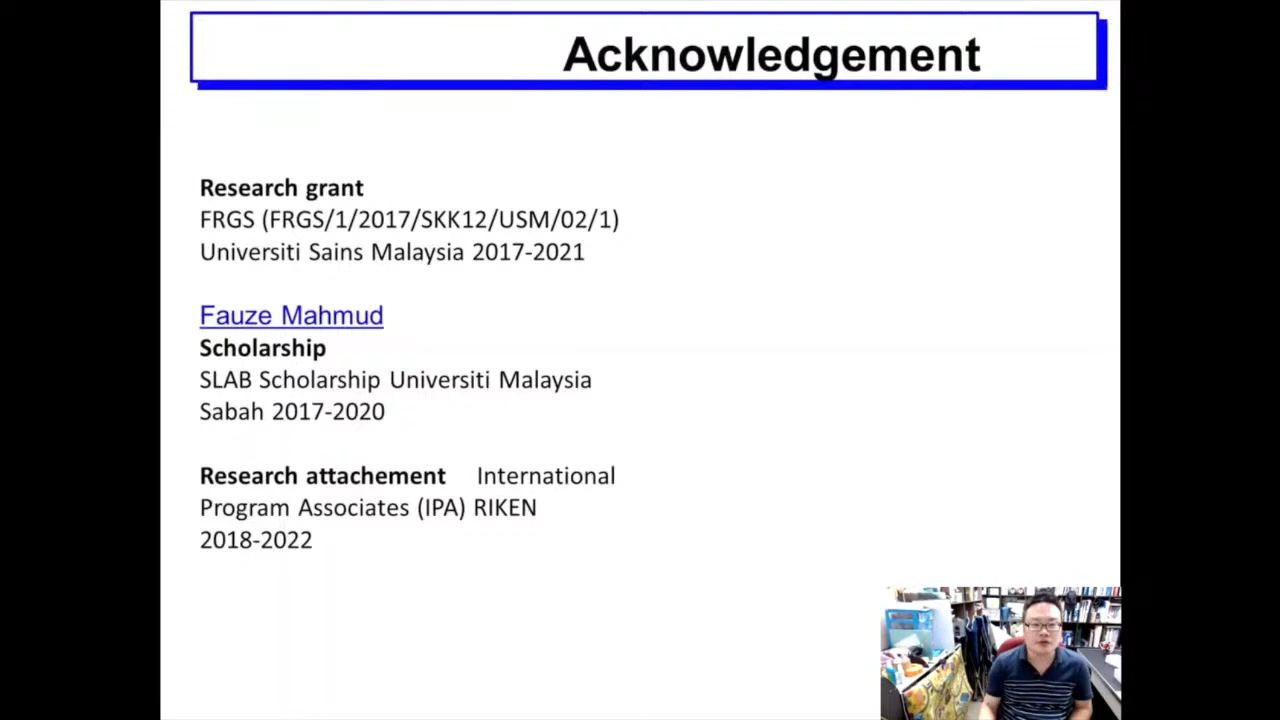 Acknowledgement
Research grant
FRGS (FRGS/1/2017/SKK12/USM/02/1)
Universiti Sains Malaysia 2017-2021
Fauze Mahmud
Scholarship
SLAB Scholarship Universiti Malaysia
Sabah 2017-2020
Research attachement International
Program Associates (IPA) RIKEN
2018-2022